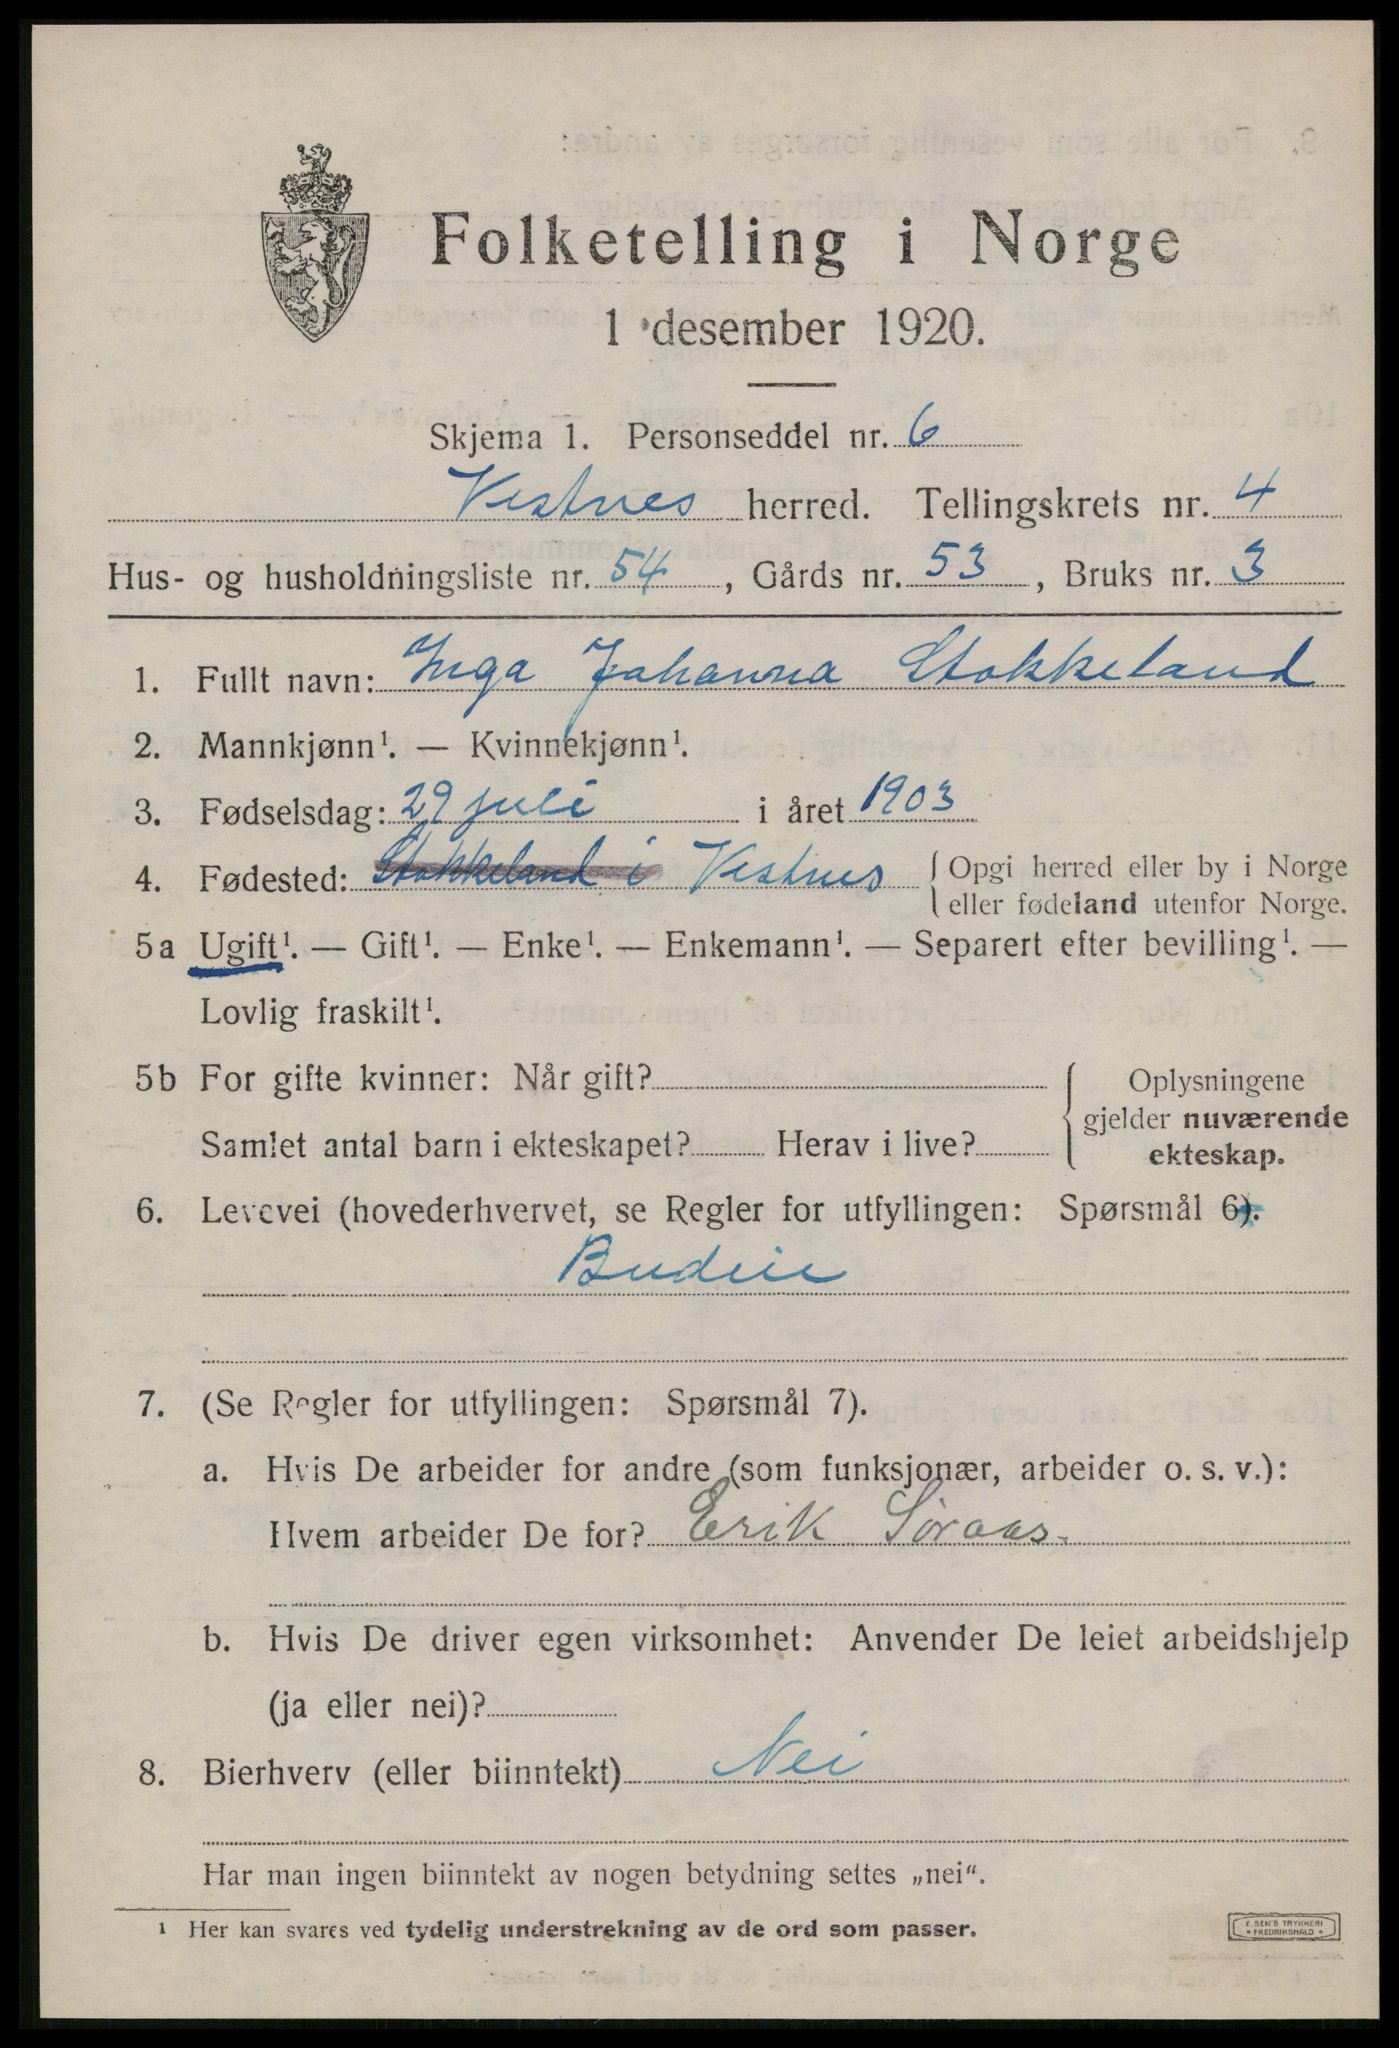 Folketelling i Norge
1 desember 1920.
Skjema 1. Personseddel nr. 6
Vestnes herred. Tellingskrets nr. 4
Hus- og husholdningsliste nr. 54, Gårds nr. 53, Bruks nr. 3
1. Fullt navn: Inga Johanna Stokkeland
2. Mannkjønn¹. — Kvinnekjønn¹.
3. Fødselsdag: 29 juli i året 1903
4. Fødested: Stokkeland i Vestnes { Opgi herred eller by i Norge
eller fødeland utenfor Norge.
5a Ugift¹. — Gift¹. — Enke¹. — Enkemann¹. — Separert efter bevilling¹. —
Lovlig fraskilt¹.
5b For gifte kvinner: Når gift?
Samlet antal barn i ekteskapet? Herav i live?
Oplysningene
gjelder nuværende
ekteskap.
6. Levevei (hovederhvervet, se Regler for utfyllingen: Spørsmål 6).
Budeie
7. (Se Regler for utfyllingen: Spørsmål 7).
a. Hvis De arbeider for andre (som funksjonær, arbeider o. s. v.):
Hvem arbeider De for? Erik Søraas.
b. Hvis De driver egen virksomhet: Anvender De leiet arbeidshjelp
(ja eller nei)?
8. Bierhverv (eller biinntekt) Nei
Har man ingen biinntekt av nogen betydning settes „nei“.
¹ Her kan svares ved tydelig understrekning av de ord som passer.
E. SEM'S TRYKKERI
FREDRIKSHALD